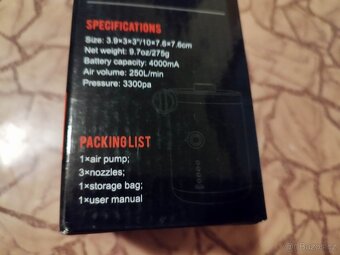 SPECIFICATIONS
Size: 3.9×3×3"/10×7.6×7.6cm
Net weight: 9.7oz/275g
Battery capacity: 4000mA
Air volume: 250L/min
Pressure: 3300pa
PACKING LIST
1×air pump;
3×nozzles;
1×storage bag;
1×user manual